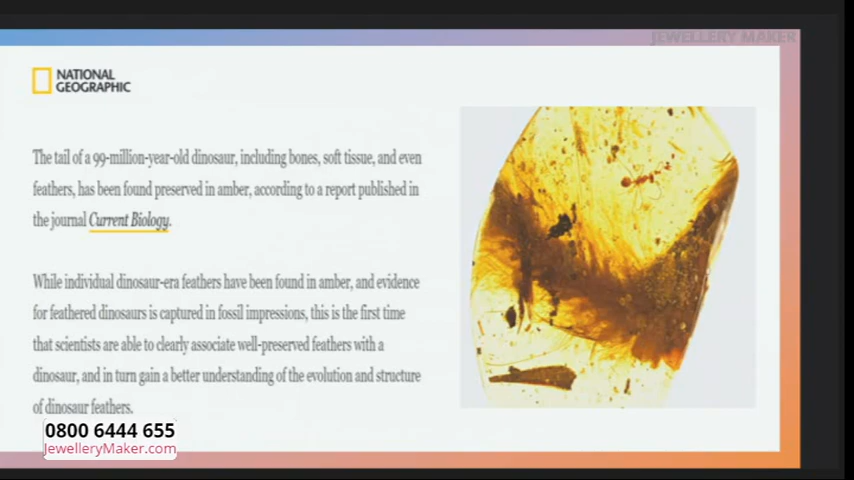 JEWELLERY MAKER
NATIONAL
GEOGRAPHIC
The tail of a 99-million-year-old dinosaur, including bones, soft tissue, and even
feathers, has been found preserved in amber, according to a report published in
the journal Current Biology.
While individual dinosaur-era feathers have been found in amber, and evidence
for feathered dinosaurs is captured in fossil impressions, this is the first time
that scientists are able to clearly associate well-preserved feathers with a
dinosaur, and in turn gain a better understanding of the evolution and structure
of dinosaur feathers.
0800 6444 655
JewelleryMaker.com